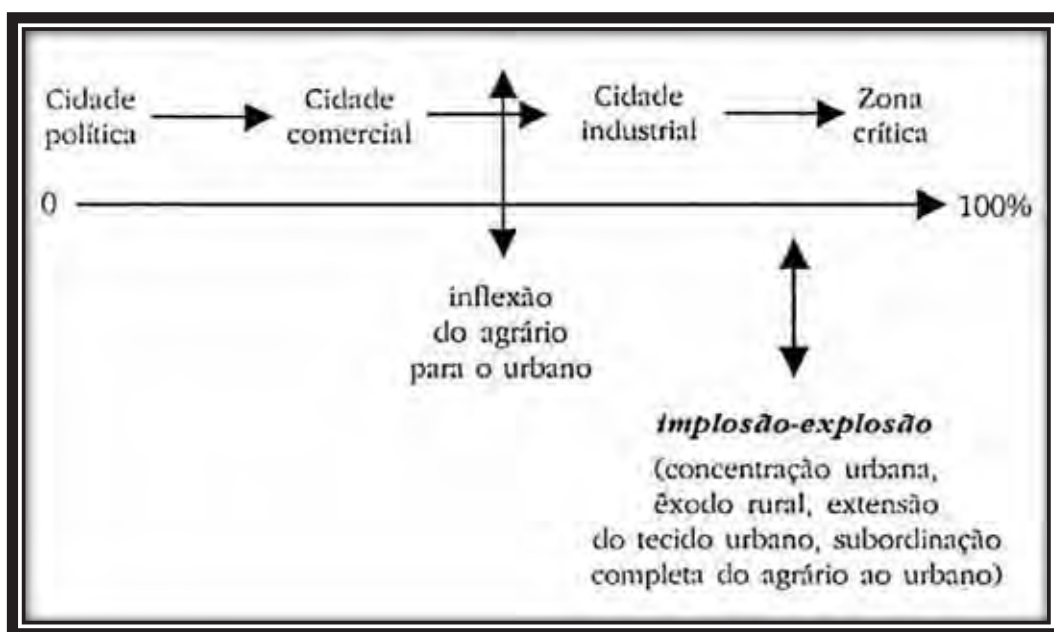 Cidade política
Cidade comercial
Cidade industrial
Zona crítica
0
100%
inflexão
do agrário
para o urbano
implosão-explosão
(concentração urbana,
êxodo rural, extensão
do tecido urbano, subordinação
completa do agrário ao urbano)